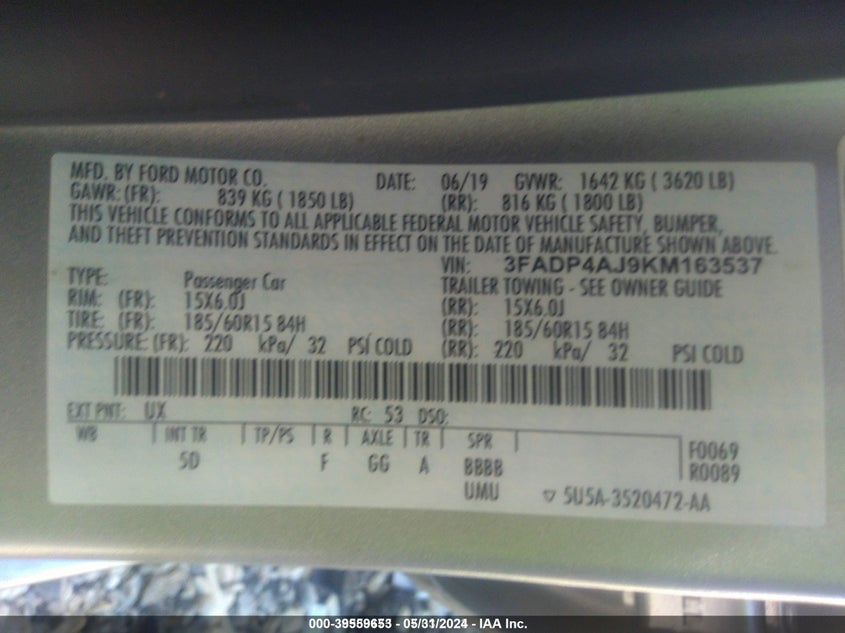 MFD. BY FORD MOTOR CO. DATE: 06/19 GVWR: 1642 KG ( 3620 LB)
GAWR: (FR): 839 KG ( 1850 LB) (RR): 816 KG ( 1800 LB)
THIS VEHICLE CONFORMS TO ALL APPLICABLE FEDERAL MOTOR VEHICLE SAFETY, BUMPER,
AND THEFT PREVENTION STANDARDS IN EFFECT ON THE DATE OF MANUFACTURE SHOWN ABOVE.
VIN: 3FADP4AJ9KM163537
TYPE: Passenger Car TRAILER TOWING - SEE OWNER GUIDE
RIM: (FR): 15X6.0J (RR): 15X6.0J
TIRE: (FR): 185/60R15 84H (RR): 185/60R15 84H
PRESSURE: (FR): 220 kPa/ 32 PSI COLD (RR): 220 kPa/ 32 PSI COLD
EXT PNT: UX RC: 53 DSO:
WB INT TR TP/PS R AXLE TR SPR F0069
5D F GG A BBBB R0089
UMU ▽ 5U5A-3520472-AA
000-39559653 - 05/31/2024 - IAA Inc.